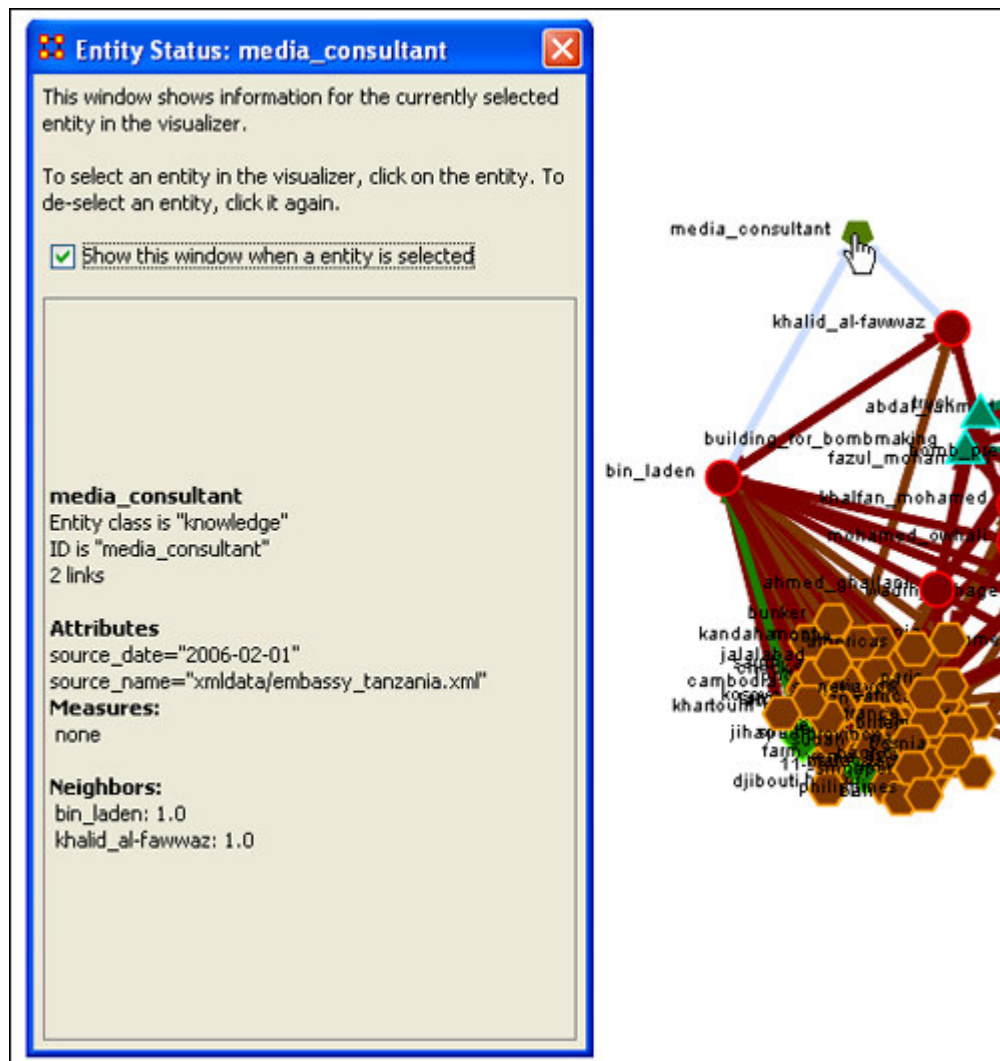 Entity Status: media_consultant
This window shows information for the currently selected
entity in the visualizer.
To select an entity in the visualizer, click on the entity. To
de-select an entity, click it again.
Show this window when a entity is selected
media_consultant
Entity class is "knowledge"
ID is "media_consultant"
2 links
Attributes
source_date="2006-02-01"
source_name="xmldata/embassy_tanzania.xml"
Measures:
none
Neighbors:
bin_laden: 1.0
khalid_al-fawwaz: 1.0
media_consultant
khalid_al-fawwaz
building_for_bombmaking
bin_laden
khalfan_mohamed
bunker
jalalabad
khartoum
djibouti
philippines
bosnia